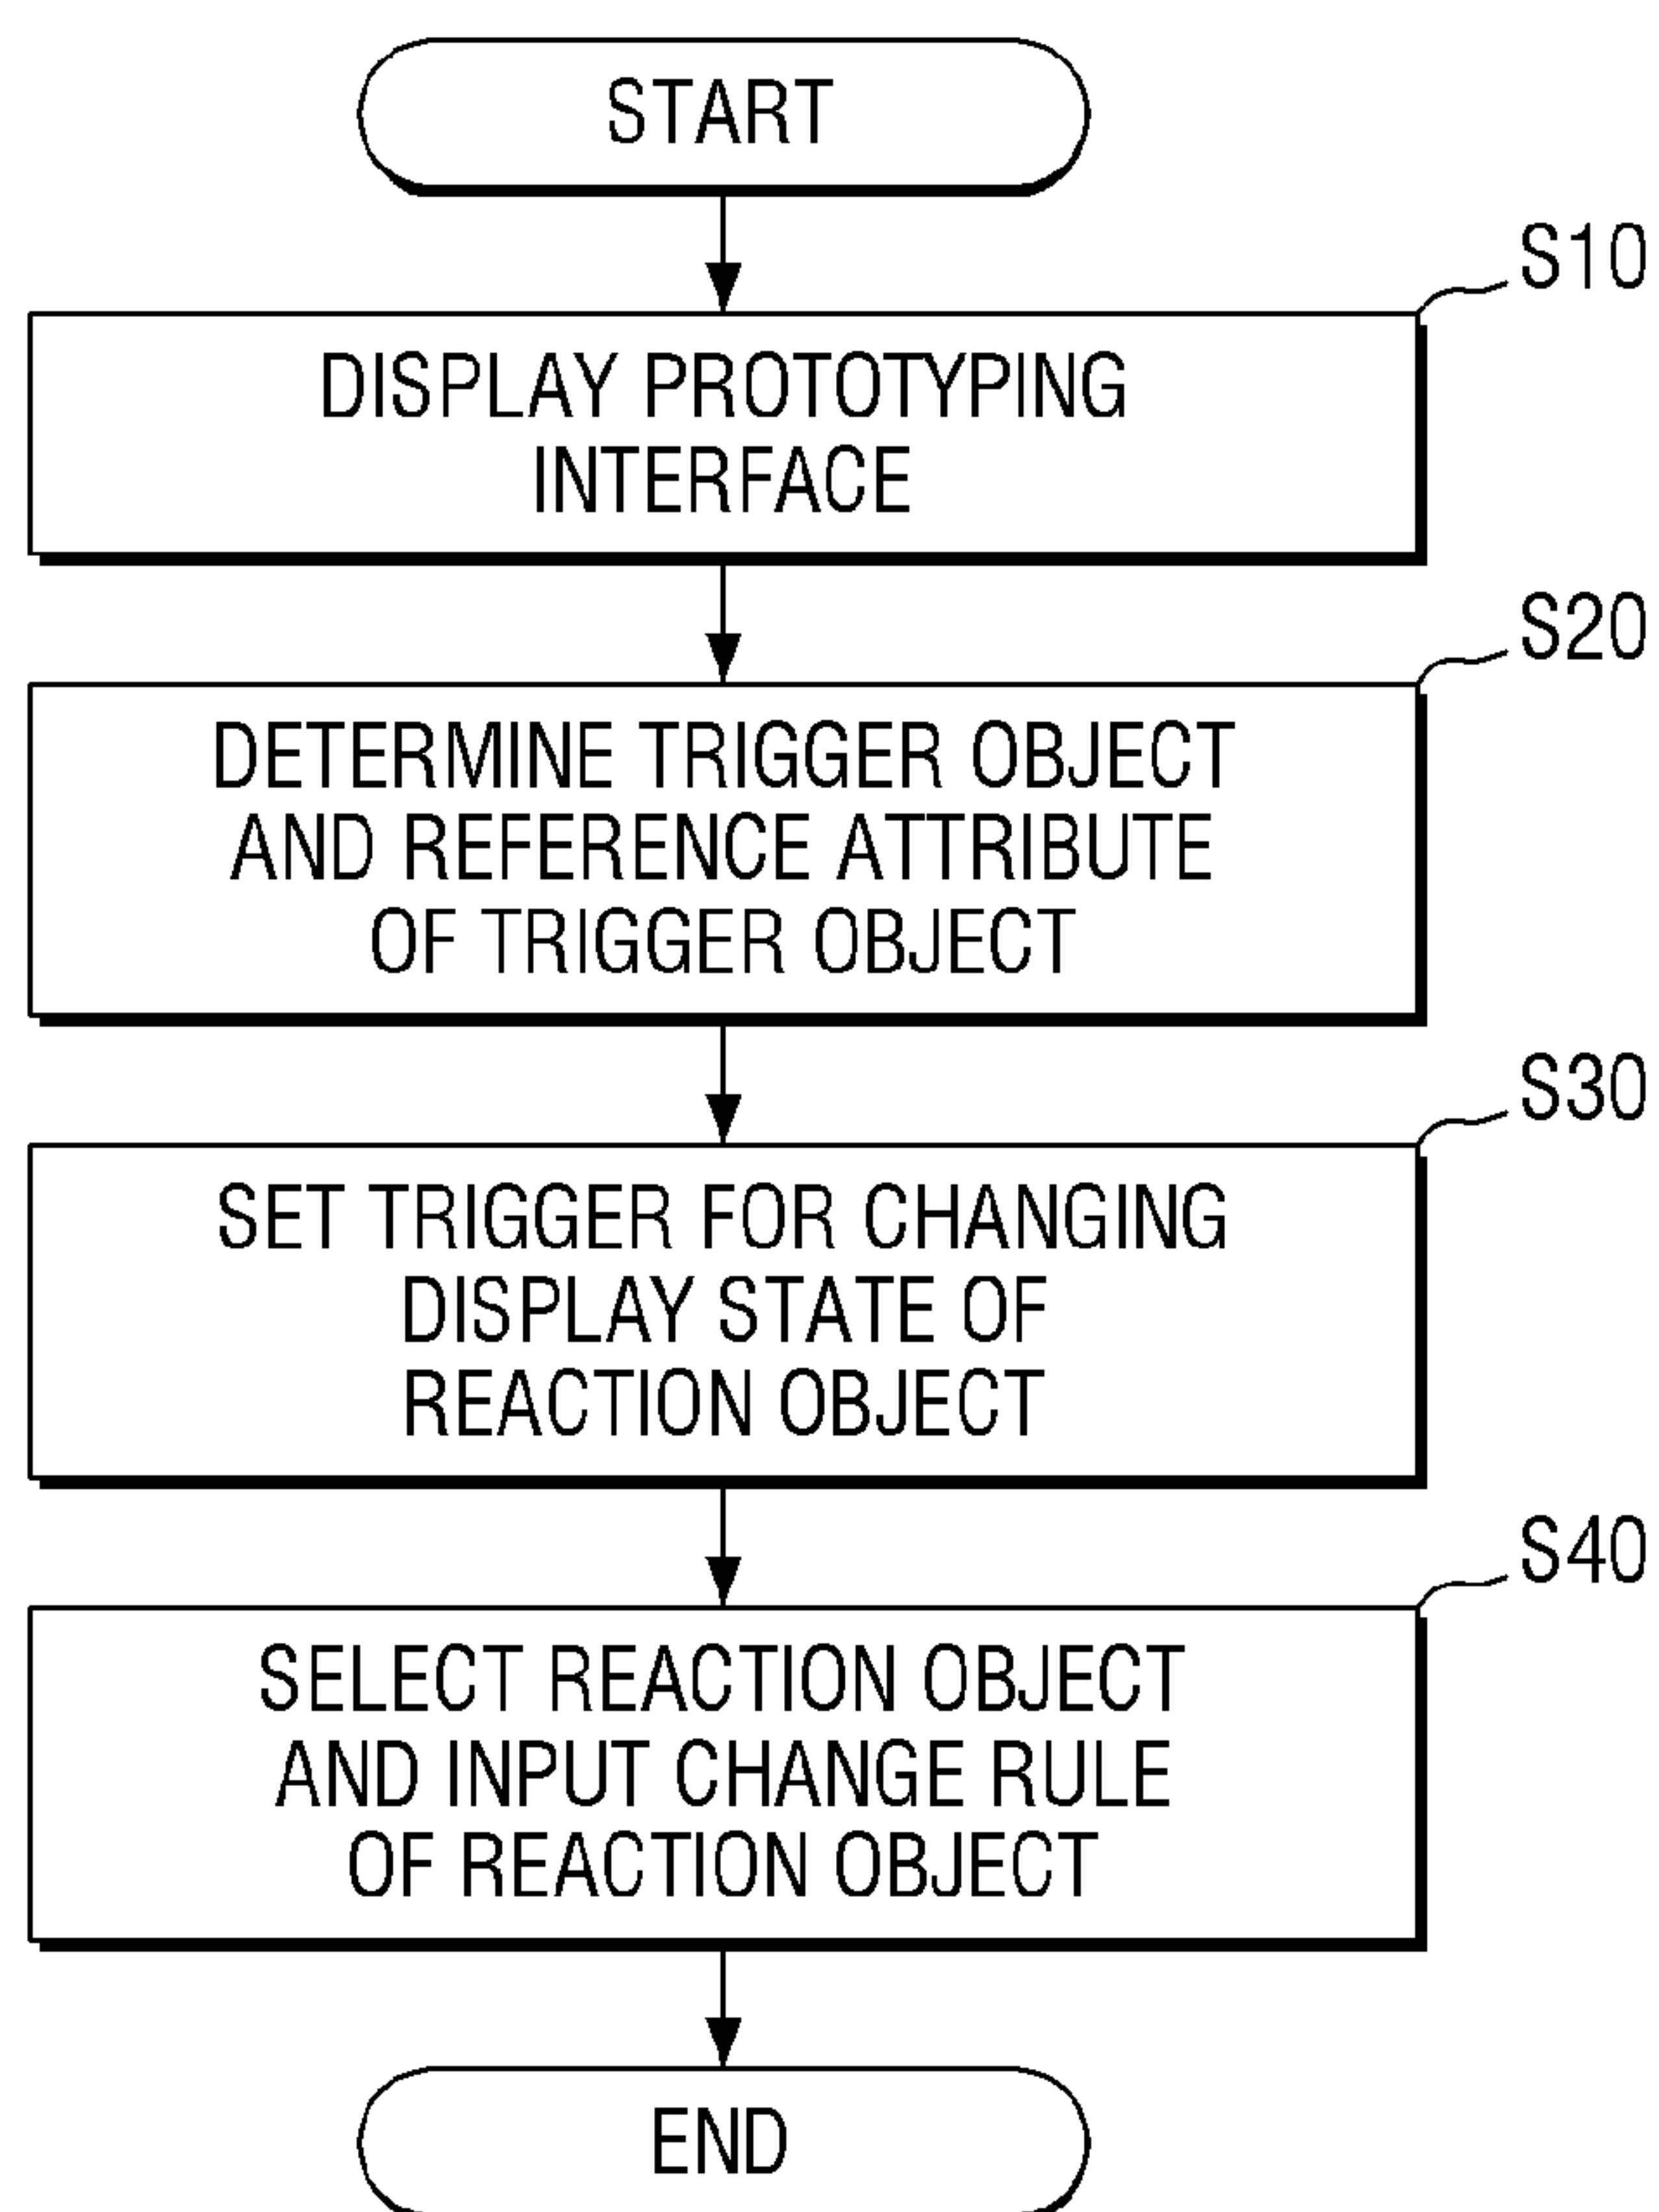 START
S10
DISPLAY PROTOTYPING
INTERFACE
S20
DETERMINE TRIGGER OBJECT
AND REFERENCE ATTRIBUTE
OF TRIGGER OBJECT
S30
SET TRIGGER FOR CHANGING
DISPLAY STATE OF
REACTION OBJECT
S40
SELECT REACTION OBJECT
AND INPUT CHANGE RULE
OF REACTION OBJECT
END